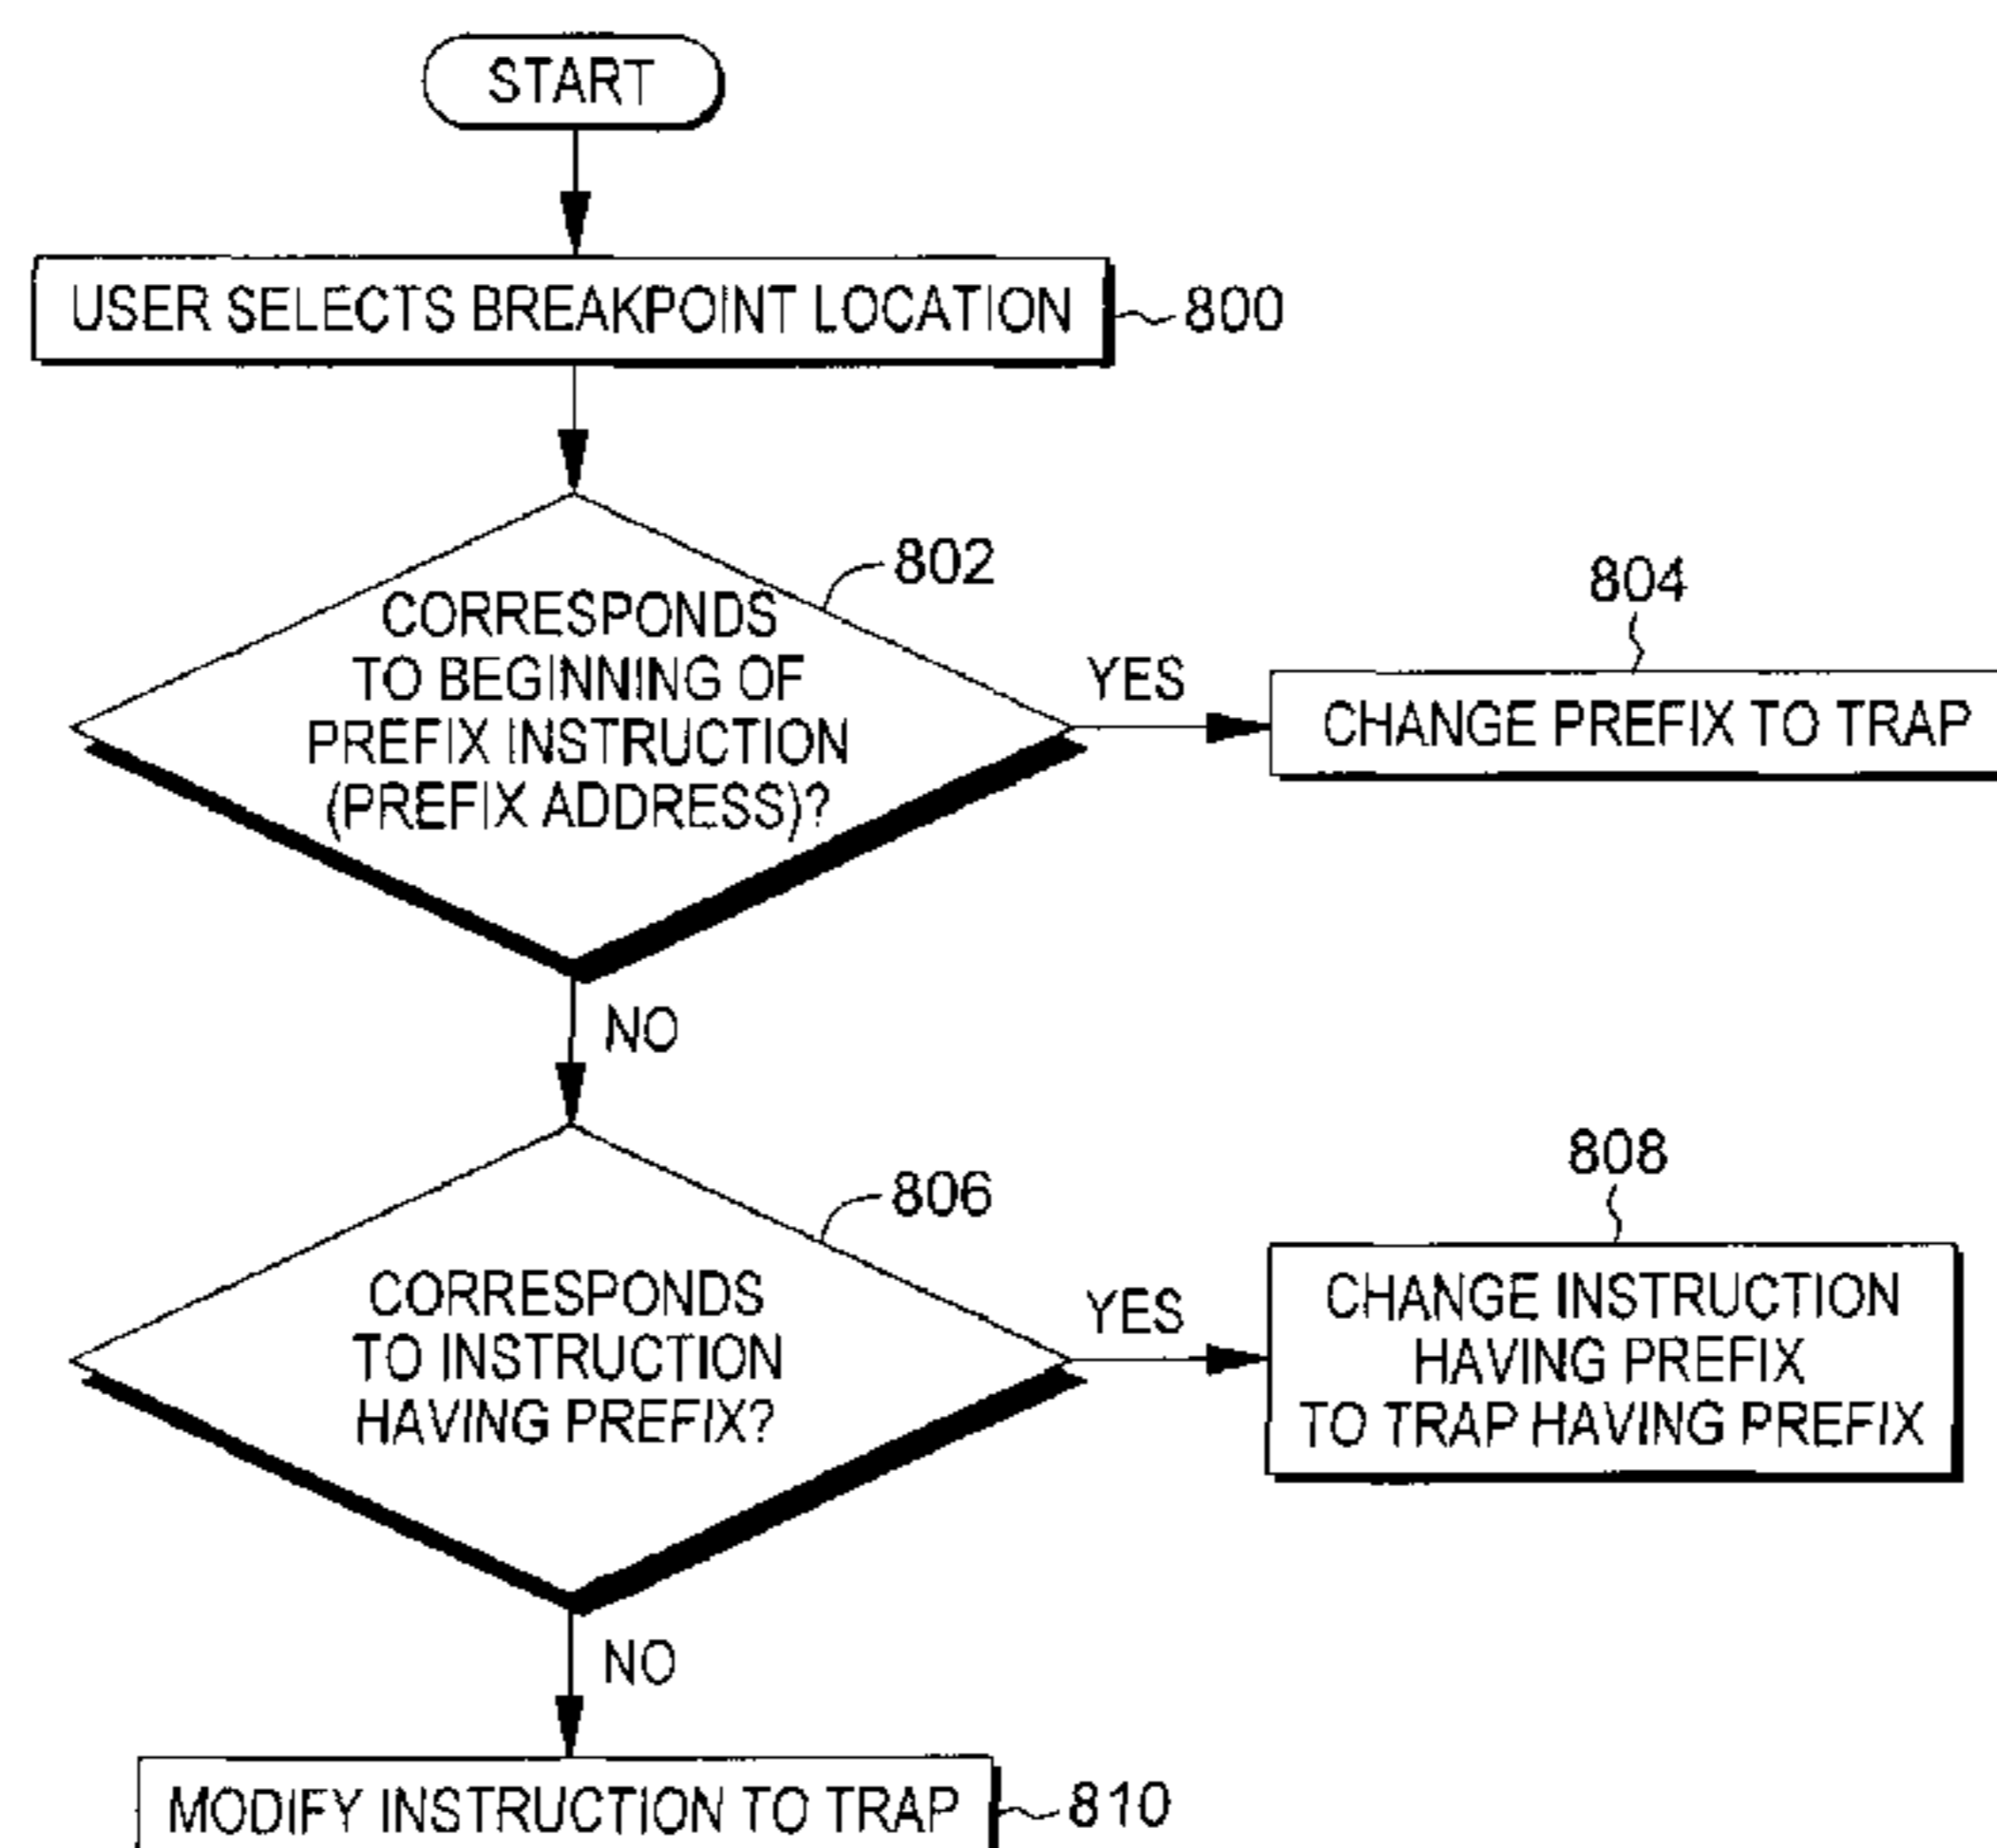 START
USER SELECTS BREAKPOINT LOCATION
800
802
CORRESPONDS
TO BEGINNING OF
PREFIX INSTRUCTION
(PREFIX ADDRESS)?
YES
804
CHANGE PREFIX TO TRAP
NO
806
CORRESPONDS
TO INSTRUCTION
HAVING PREFIX?
YES
808
CHANGE INSTRUCTION
HAVING PREFIX
TO TRAP HAVING PREFIX
NO
MODIFY INSTRUCTION TO TRAP
810